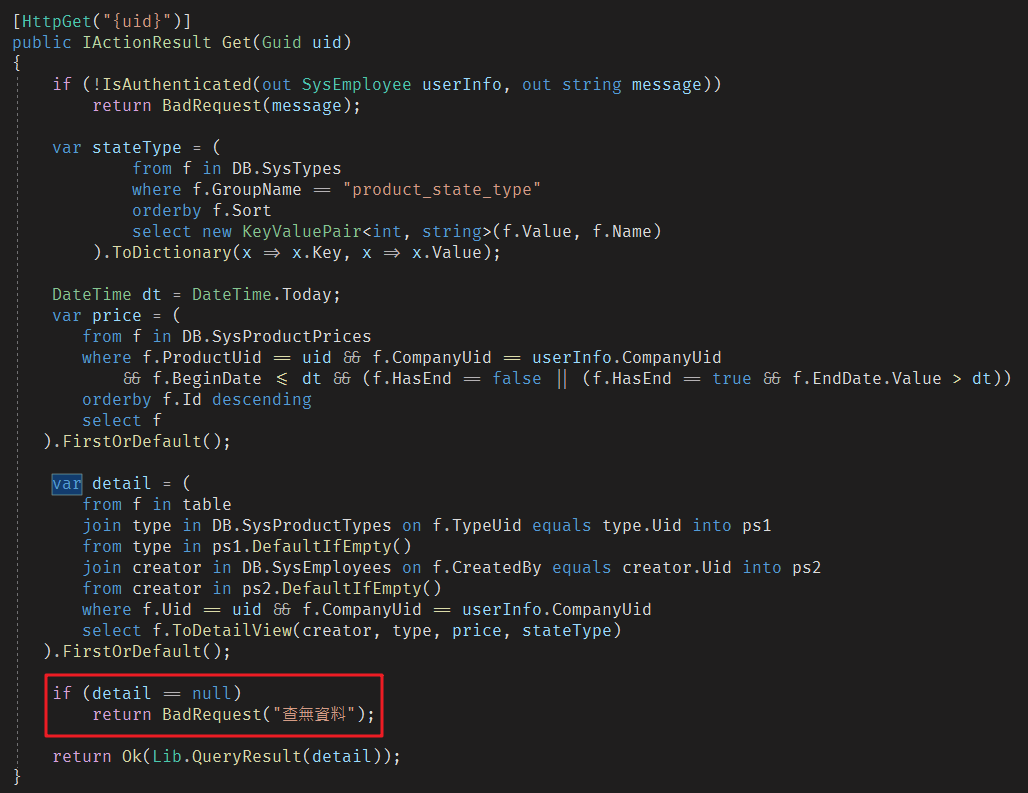 [HttpGet("{uid}")]
public IActionResult Get(Guid uid)
{
    if (!IsAuthenticated(out SysEmployee userInfo, out string message))
        return BadRequest(message);

    var stateType = (
            from f in DB.SysTypes
            where f.GroupName == "product_state_type"
            orderby f.Sort
            select new KeyValuePair<int, string>(f.Value, f.Name)
        ).ToDictionary(x => x.Key, x => x.Value);

    DateTime dt = DateTime.Today;
    var price = (
       from f in DB.SysProductPrices
       where f.ProductUid == uid && f.CompanyUid == userInfo.CompanyUid
           && f.BeginDate <= dt && (f.HasEnd == false || (f.HasEnd == true && f.EndDate.Value > dt))
       orderby f.Id descending
       select f
   ).FirstOrDefault();

    var detail = (
       from f in table
       join type in DB.SysProductTypes on f.TypeUid equals type.Uid into ps1
       from type in ps1.DefaultIfEmpty()
       join creator in DB.SysEmployees on f.CreatedBy equals creator.Uid into ps2
       from creator in ps2.DefaultIfEmpty()
       where f.Uid == uid && f.CompanyUid == userInfo.CompanyUid
       select f.ToDetailView(creator, type, price, stateType)
   ).FirstOrDefault();

    if (detail == null)
        return BadRequest("查無資料");

    return Ok(Lib.QueryResult(detail));
}